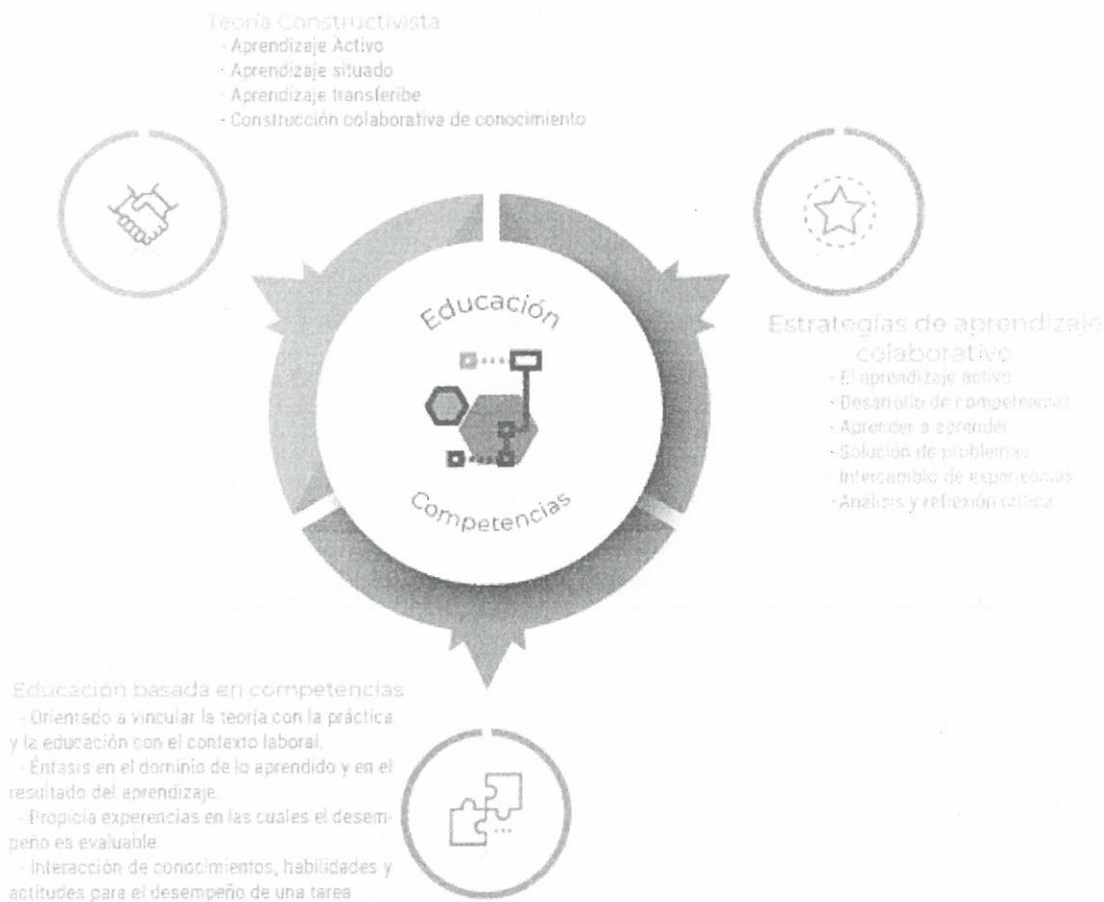 Teoría Constructivista
- Aprendizaje Activo
- Aprendizaje situado
- Aprendizaje transferibe
- Construcción colaborativa de conocimiento
Educación
Competencias
Estrategías de aprendizaje
colaborativo
- El aprendizaje activo
- Desarrollo de competencias
- Aprender a aprender
- Solución de problemas
- Intercambio de experiencias
- Análisis y reflexión crítica
Educación basada en competencias
- Orientado a vincular la teoría con la práctica
y la educación con el contexto laboral.
- Énfasis en el dominio de lo aprendido y en el
resultado del aprendizaje.
- Propicia experencias en las cuales el desem-
peño es evaluable
- Interacción de conocimientos, habilidades y
actitudes para el desempeño de una tarea